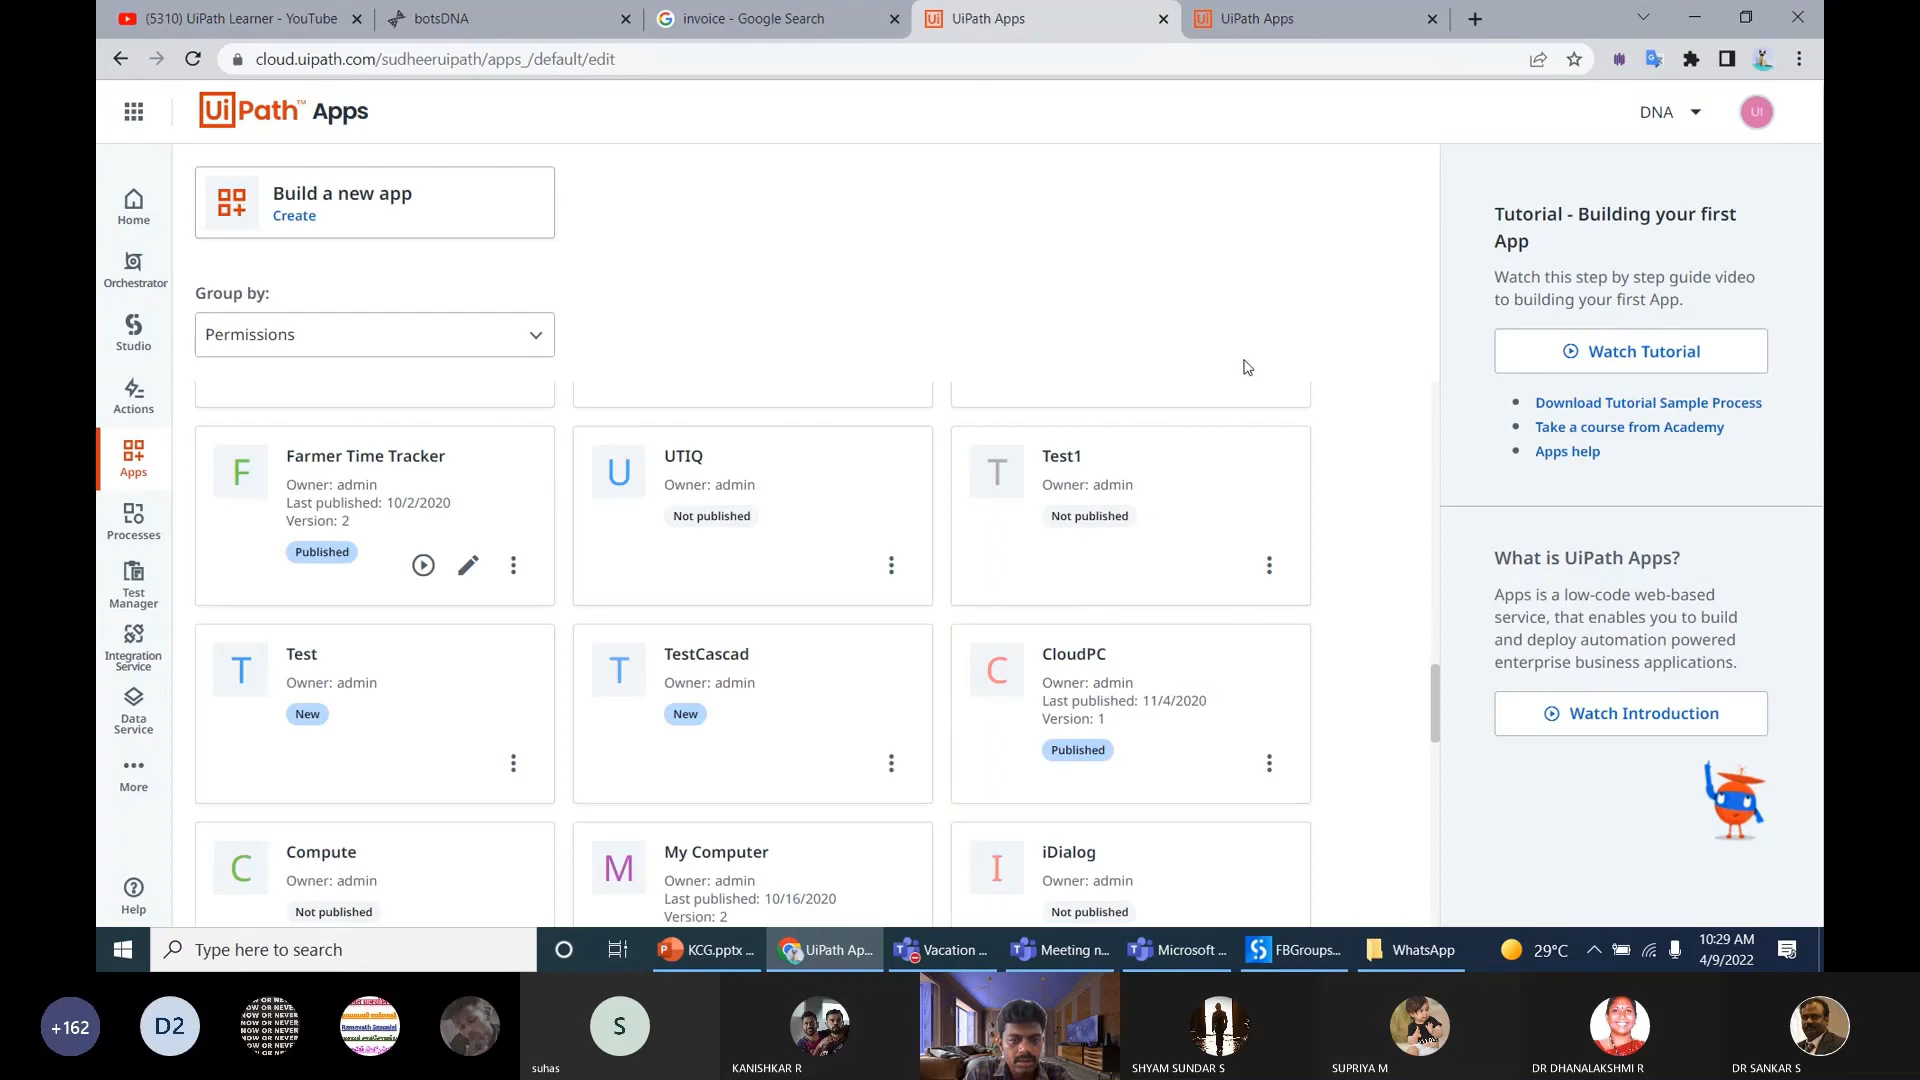 (5310) UiPath Learner - YouTube
botsDNA
invoice - Google Search
UiPath Apps
UiPath Apps
cloud.uipath.com/sudheeruipath/apps_/default/edit
UiPath™ Apps
DNA
UI
Home
Orchestrator
Studio
Actions
Apps
Processes
Test
Manager
Integration
Service
Data
Service
More
Help
Build a new app
Create
Group by:
Permissions
Farmer Time Tracker
Owner: admin
Last published: 10/2/2020
Version: 2
Published
UTIQ
Owner: admin
Not published
Test1
Owner: admin
Not published
Test
Owner: admin
New
TestCascad
Owner: admin
New
CloudPC
Owner: admin
Last published: 11/4/2020
Version: 1
Published
Compute
Owner: admin
Not published
My Computer
Owner: admin
Last published: 10/16/2020
Version: 2
iDialog
Owner: admin
Not published
F
U
T
T
T
C
C
M
I
Tutorial - Building your first
App
Watch this step by step guide video
to building your first App.
Watch Tutorial
Download Tutorial Sample Process
Take a course from Academy
Apps help
What is UiPath Apps?
Apps is a low-code web-based
service, that enables you to build
and deploy automation powered
enterprise business applications.
Watch Introduction
Type here to search
KCG.pptx ...
UiPath Ap...
Vacation ...
Meeting n...
Microsoft ...
FBGroups...
WhatsApp
29°C
10:29 AM
4/9/2022
+162
D2
NOW OR NEVER
S
suhas
KANISHKAR R
SHYAM SUNDAR S
SUPRIYA M
DR DHANALAKSHMI R
DR SANKAR S